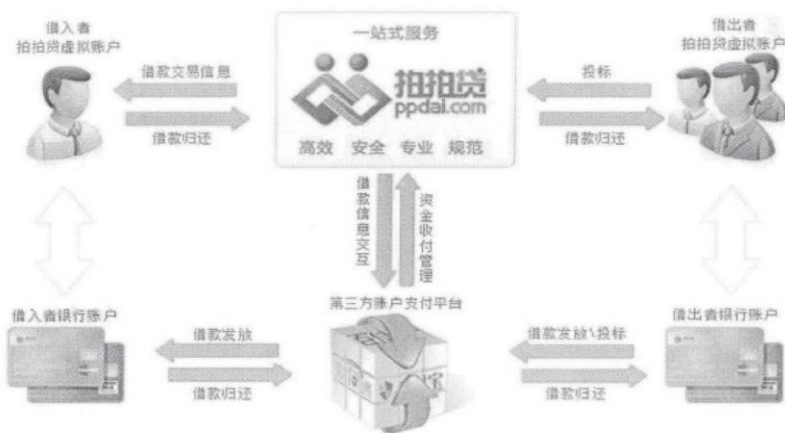 借入者
拍拍贷虚拟账户
一站式服务
借出者
拍拍贷虚拟账户
借款交易信息
拍拍贷
ppdai.com
投标
借款归还
借款归还
高效 安全 专业 规范
借款信息交互
资金收付管理
借入者银行账户
第三方账户支付平台
借出者银行账户
借款发放
借款发放\投标
借款归还
借款归还